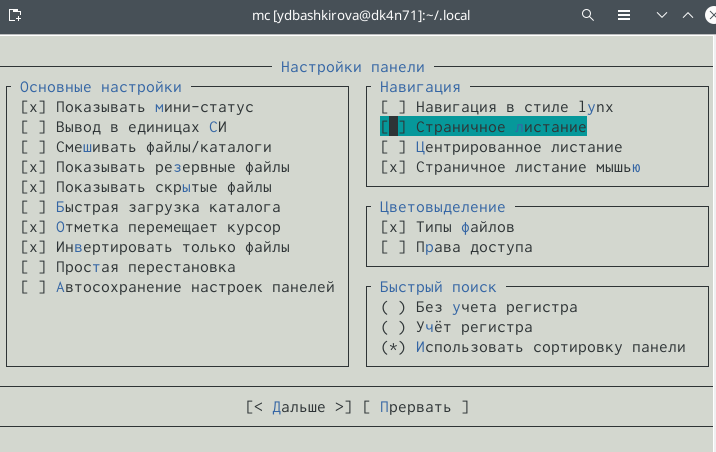 mc [ydbashkirova@dk4n71]:~/.local
Настройки панели
Основные настройки
[x] Показывать мини-статус
[ ] Вывод в единицах СИ
[ ] Смешивать файлы/каталоги
[x] Показывать резервные файлы
[x] Показывать скрытые файлы
[ ] Быстрая загрузка каталога
[x] Отметка перемещает курсор
[x] Инвертировать только файлы
[ ] Простая перестановка
[ ] Автосохранение настроек панелей
Навигация
[ ] Навигация в стиле lynx
[ ] Страничное листание
[ ] Центрированное листание
[x] Страничное листание мышью
Цветовыделение
[x] Типы файлов
[ ] Права доступа
Быстрый поиск
( ) Без учета регистра
( ) Учёт регистра
(*) Использовать сортировку панели
[< Дальше >] [ Прервать ]